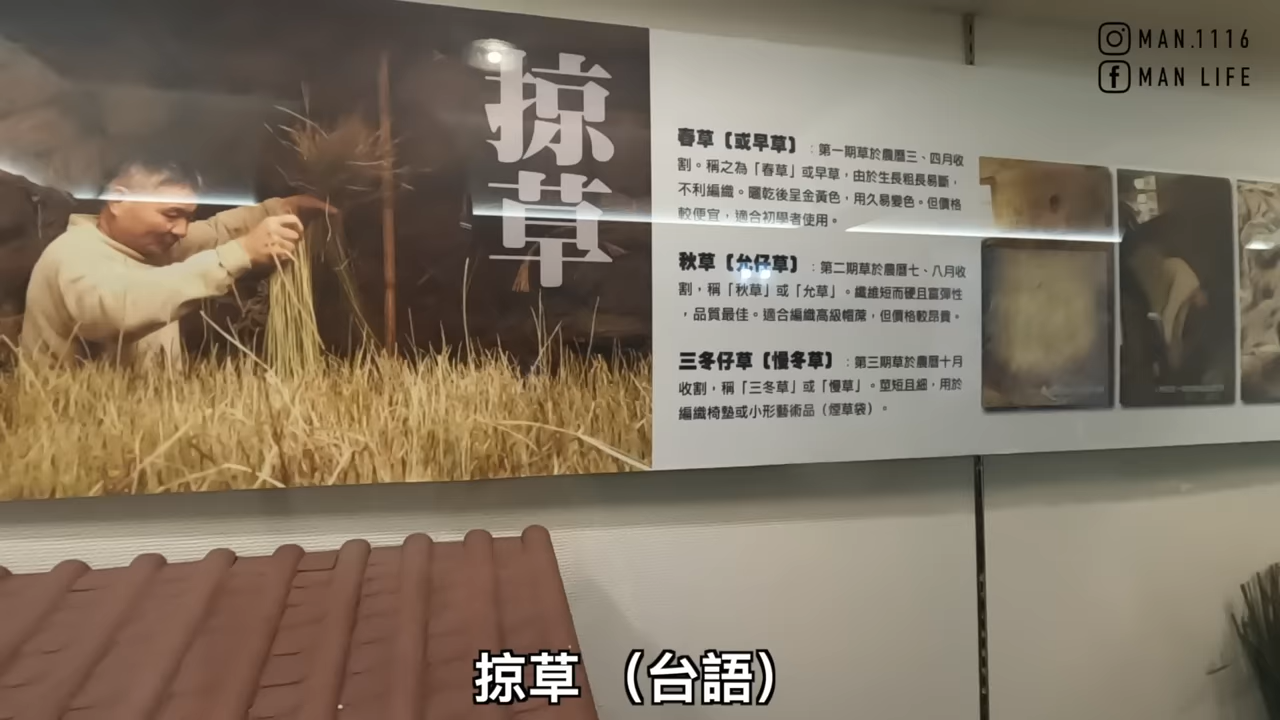 MAN.1116
MAN LIFE
掠草
春草〔或早草〕：第一期草於農曆三、四月收
割。稱之為「春草」或早草，由於生長粗長易斷，
不利編織。曬乾後呈金黃色，用久易變色。但價格
較便宜，適合初學者使用。
秋草〔允仔草〕：第二期草於農曆七、八月收
割，稱「秋草」或「允草」。纖維短而硬且富彈性
，品質最佳。適合編織高級帽蓆，但價格較昂貴。
三冬仔草〔慢冬草〕：第三期草於農曆十月
收割，稱「三冬草」或「慢草」。莖短且細，用於
編織椅墊或小形藝術品（煙草袋）。
掠草（台語）